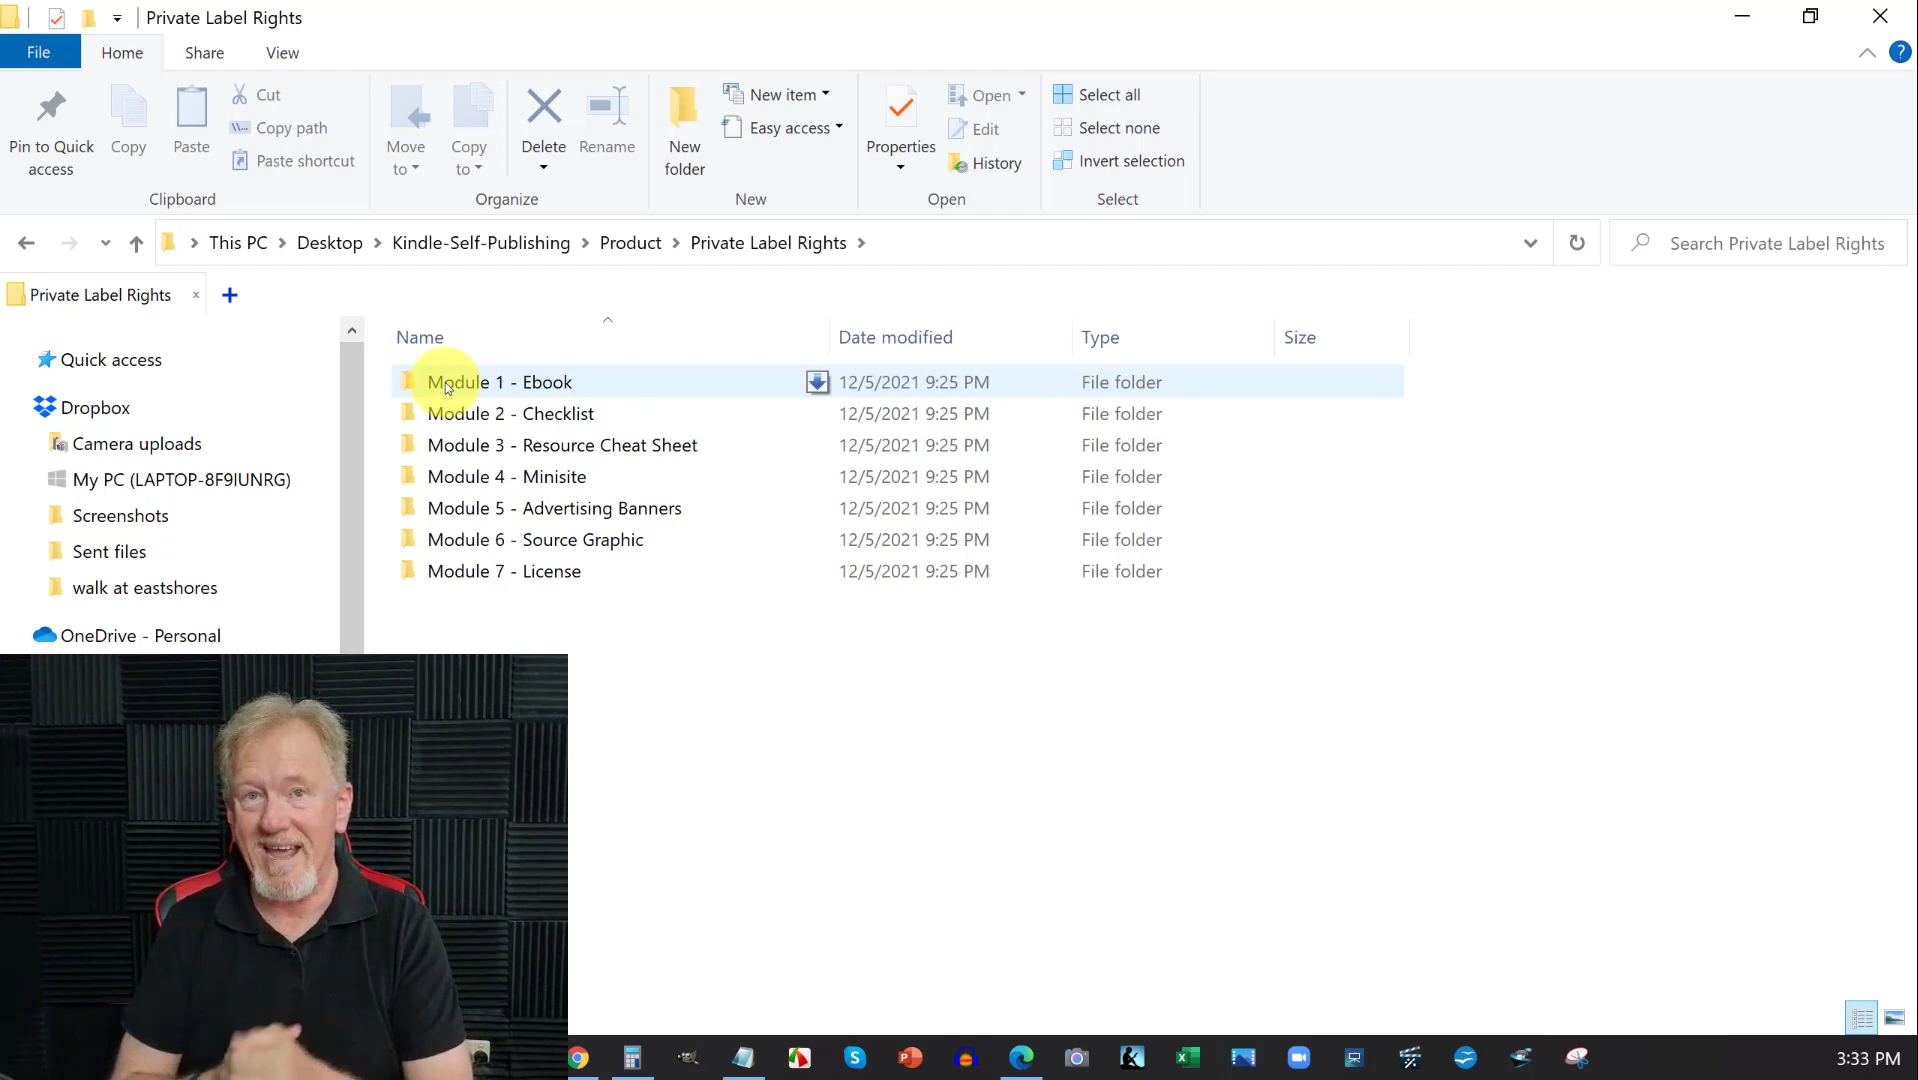 Private Label Rights
File Home Share View
Pin to Quick access
Copy
Paste
Cut
Copy path
Paste shortcut
Clipboard
Move to
Copy to
Delete
Rename
Organize
New folder
New item
Easy access
New
Properties
Open
Edit
History
Open
Select all
Select none
Invert selection
Select
This PC > Desktop > Kindle-Self-Publishing > Product > Private Label Rights >
Search Private Label Rights
Private Label Rights
Quick access
Dropbox
Camera uploads
My PC (LAPTOP-8F9IUNRG)
Screenshots
Sent files
walk at eastshores
OneDrive - Personal
Name Date modified Type Size
Module 1 - Ebook 12/5/2021 9:25 PM File folder
Module 2 - Checklist 12/5/2021 9:25 PM File folder
Module 3 - Resource Cheat Sheet 12/5/2021 9:25 PM File folder
Module 4 - Minisite 12/5/2021 9:25 PM File folder
Module 5 - Advertising Banners 12/5/2021 9:25 PM File folder
Module 6 - Source Graphic 12/5/2021 9:25 PM File folder
Module 7 - License 12/5/2021 9:25 PM File folder
3:33 PM